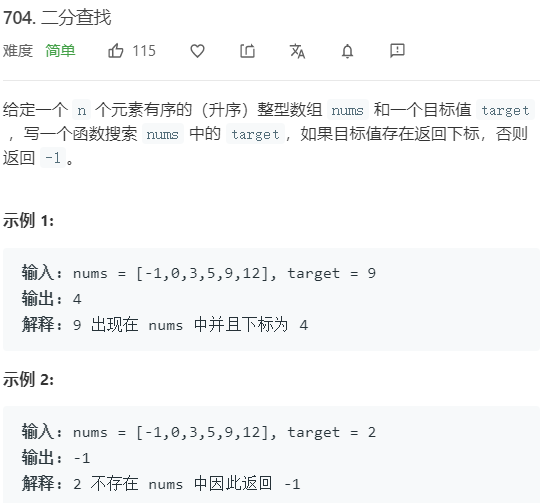 704. 二分查找
难度 简单 115
给定一个 n 个元素有序的（升序）整型数组 nums 和一个目标值 target
，写一个函数搜索 nums 中的 target，如果目标值存在返回下标，否则
返回 -1。
示例 1:
输入: nums = [-1,0,3,5,9,12], target = 9
输出: 4
解释: 9 出现在 nums 中并且下标为 4
示例 2:
输入: nums = [-1,0,3,5,9,12], target = 2
输出: -1
解释: 2 不存在 nums 中因此返回 -1